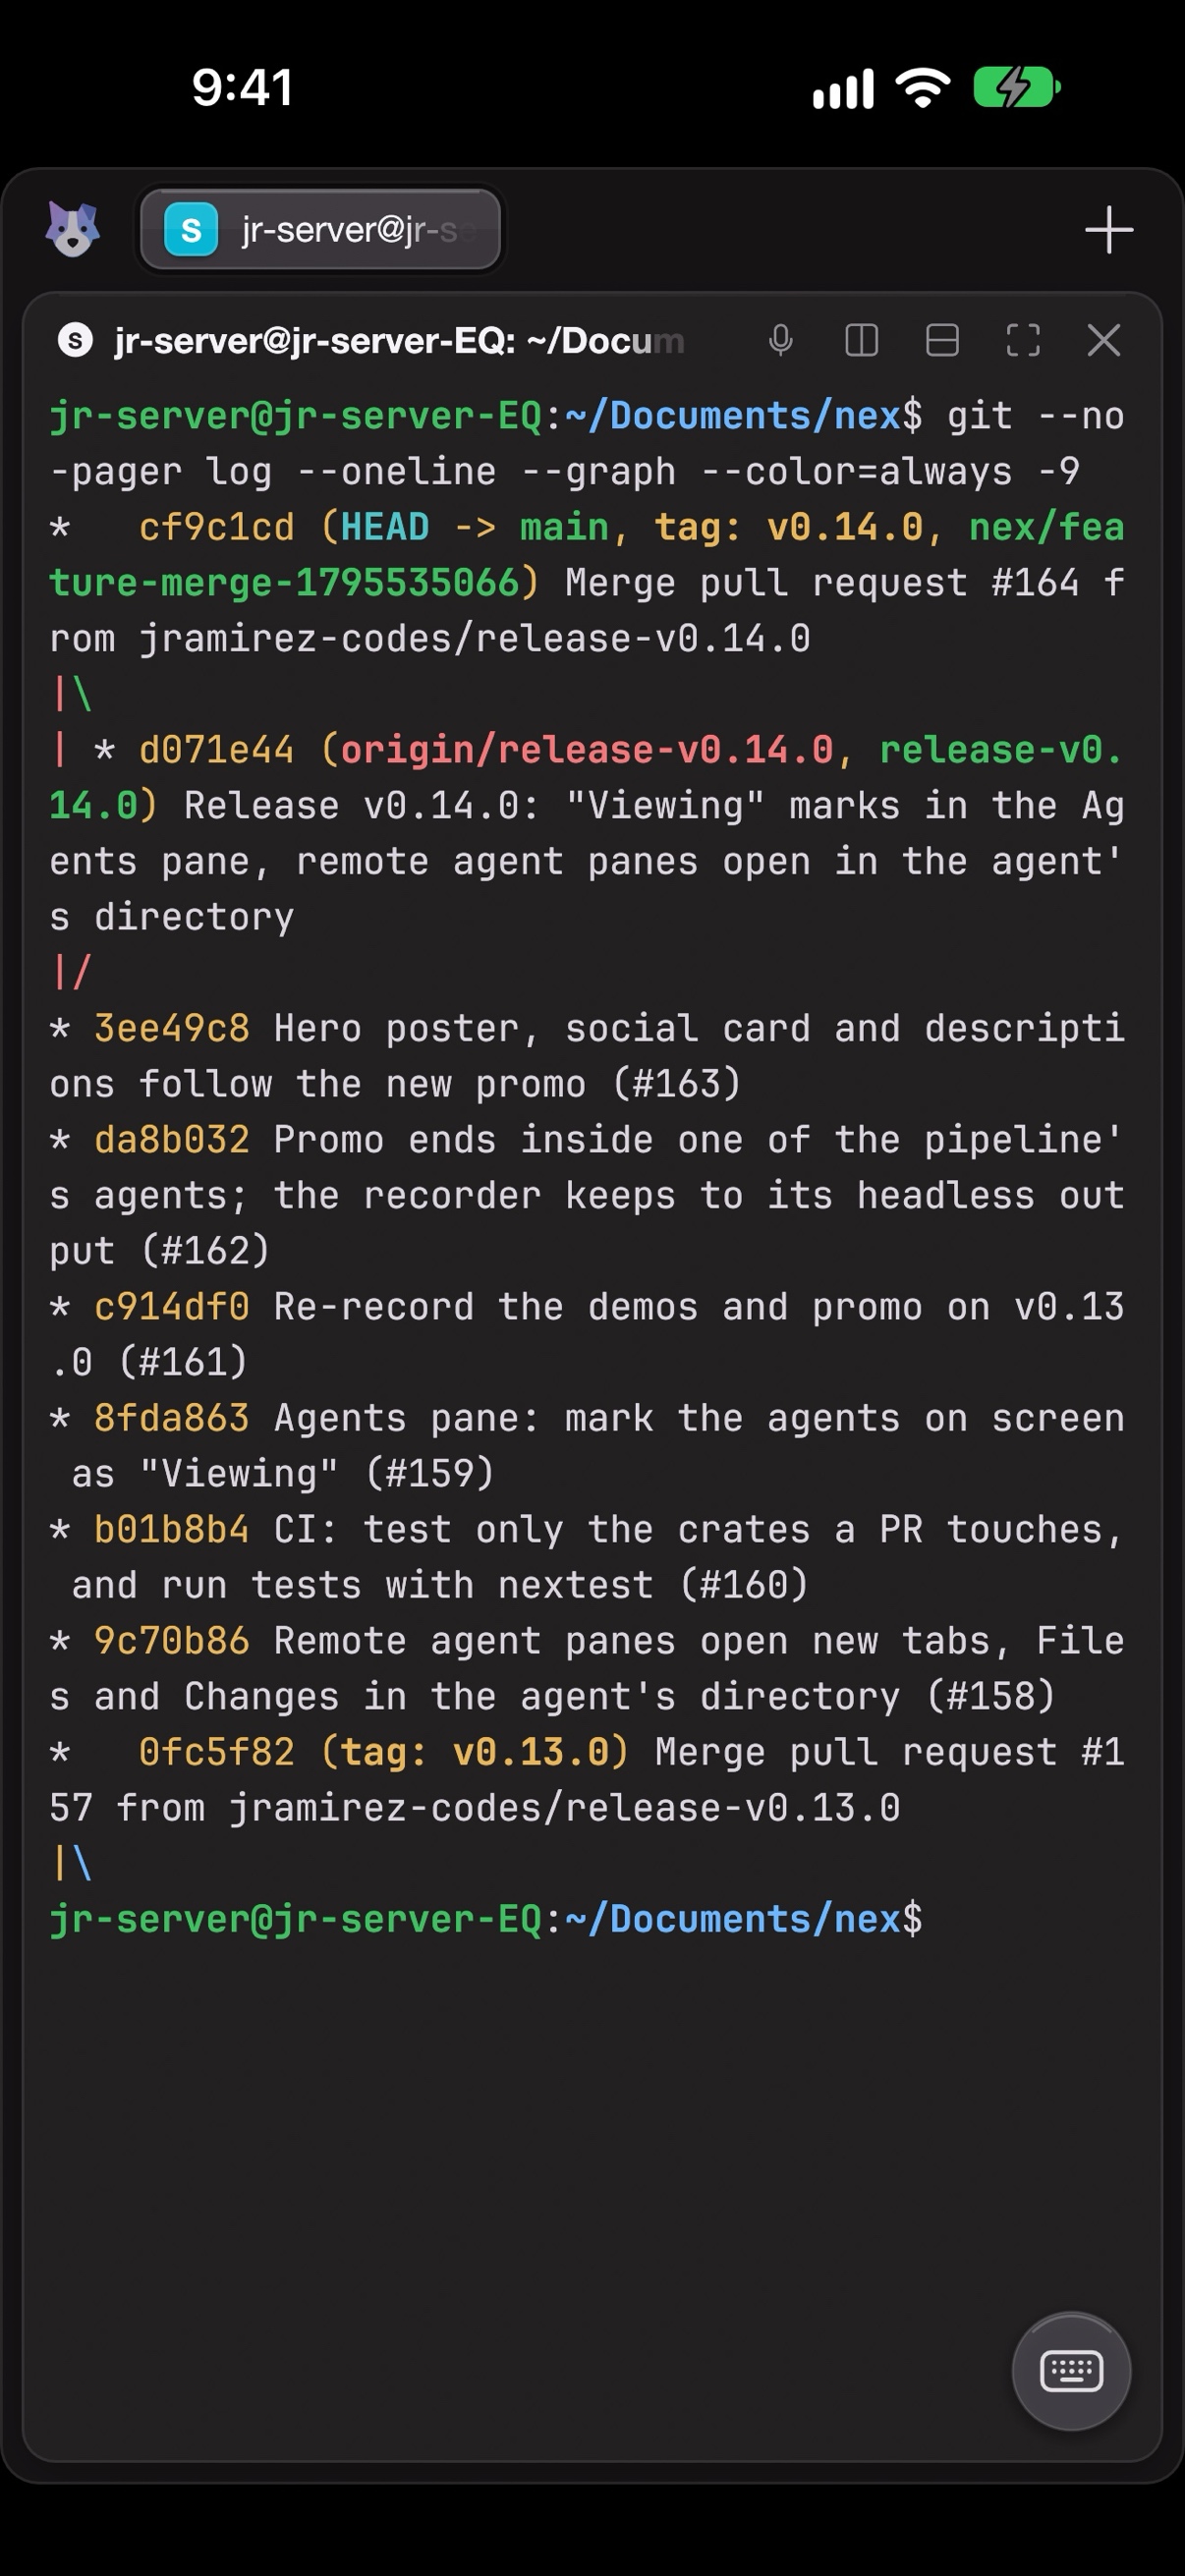 9:41
S jr-server@jr-s
S jr-server@jr-server-EQ: ~/Docum
jr-server@jr-server-EQ:~/Documents/nex$ git --no
-pager log --oneline --graph --color=always -9
*   cf9c1cd (HEAD -> main, tag: v0.14.0, nex/fea
ture-merge-1795535066) Merge pull request #164 f
rom jramirez-codes/release-v0.14.0
|\
| * d071e44 (origin/release-v0.14.0, release-v0.
14.0) Release v0.14.0: "Viewing" marks in the Ag
ents pane, remote agent panes open in the agent'
s directory
|/
* 3ee49c8 Hero poster, social card and descripti
ons follow the new promo (#163)
* da8b032 Promo ends inside one of the pipeline'
s agents; the recorder keeps to its headless out
put (#162)
* c914df0 Re-record the demos and promo on v0.13
.0 (#161)
* 8fda863 Agents pane: mark the agents on screen
 as "Viewing" (#159)
* b01b8b4 CI: test only the crates a PR touches,
 and run tests with nextest (#160)
* 9c70b86 Remote agent panes open new tabs, File
s and Changes in the agent's directory (#158)
*   0fc5f82 (tag: v0.13.0) Merge pull request #1
57 from jramirez-codes/release-v0.13.0
|\
jr-server@jr-server-EQ:~/Documents/nex$